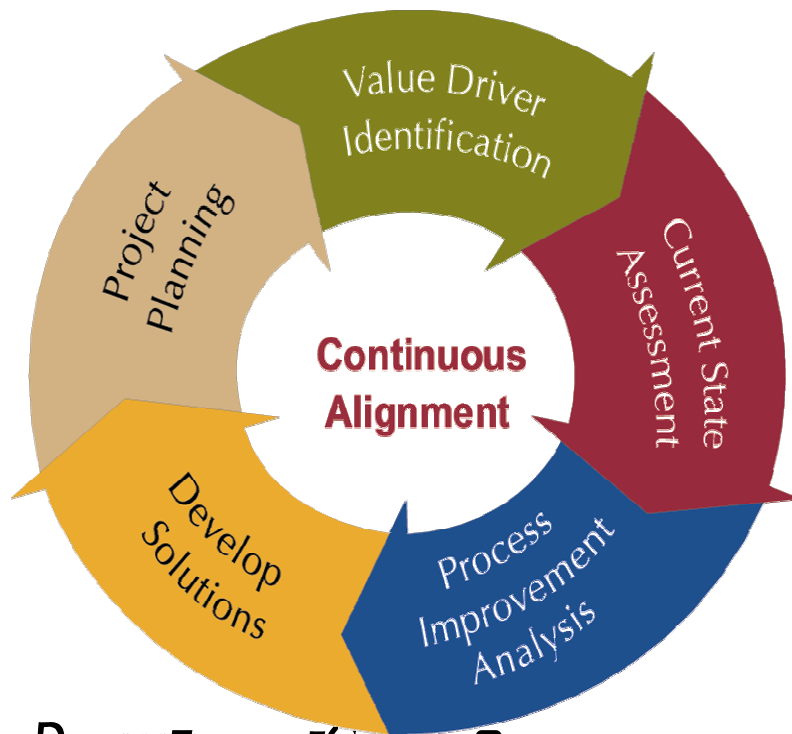 Value Driver
Identification
Current State
Assessment
Process
Improvement
Analysis
Develop
Solutions
Project
Planning
Continuous
Alignment